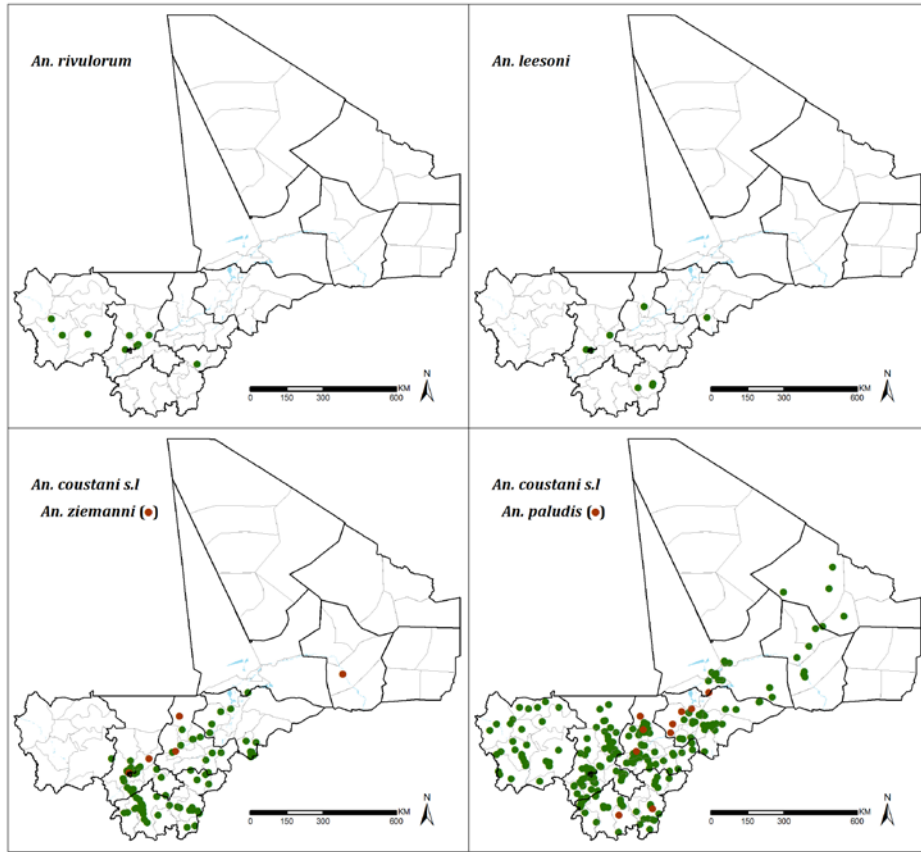 An. rivulorum
N
KM
0 150 300 600
An. leesoni
N
KM
0 150 300 600
An. coustani s.l
An. ziemanni (●)
N
KM
0 150 300 600
An. coustani s.l
An. paludis (●)
N
KM
0 150 300 600